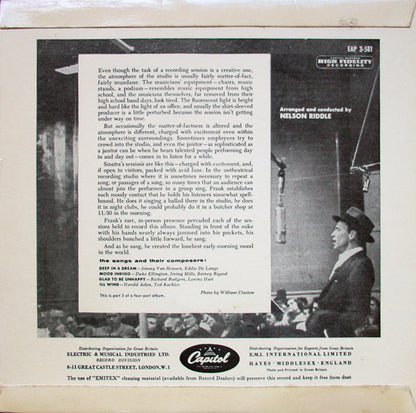 EAP 3-581
HIGH FIDELITY
RECORDING
Even though the task of a recording session is a creative one,
the atmosphere of the studio is usually fairly matter-of-fact,
fairly mundane. The musicians' equipment – chairs, music
stands, a podium – resembles music equipment from high
school, and the musicians themselves, far removed from their
high school band days, look tired. The fluorescent light is bright
and hard like the light of an office, and usually the shirt-sleeved
producer is a little perturbed because the session isn't getting
under way on time.
But occasionally the matter-of-factness is altered and the
atmosphere is different, charged with excitement even within the
unexciting surroundings. Sometimes employees try to
crowd into the studio, and even the janitor – as sophisticated as
a janitor can be when he hears talented people performing day
in and day out – comes in to listen for a while.
Sinatra's sessions are like this – charged with excitement, and,
if open to visitors, packed with avid fans. In the untheatrical
recording studio where it is sometimes necessary to repeat a
song, or passages of a song, so many times that an audience can
almost join the performer in a group sing, Frank establishes
such moody contact that he holds his listeners somewhat spell-
bound. He does it singing a ballad there in the studio, he does
it in night clubs, he could probably do it in a butcher shop at
11:30 in the morning.
Frank's rare, in-person presence pervaded each of the ses-
sions held to record this album. Standing in front of the mike
with his hands nearly always jammed into his pockets, his
shoulders hunched a little forward, he sang.
And as he sang, he created the loneliest early-morning mood
in the world.
Arranged and conducted by
NELSON RIDDLE
the songs and their composers:
DEEP IN A DREAM – Jimmy Van Heusen, Eddie De Lange
MOOD INDIGO – Duke Ellington, Irving Mills, Barney Bigard
GLAD TO BE UNHAPPY – Richard Rodgers, Lorenz Hart
ILL WIND – Harold Arlen, Ted Koehler
Photo by William Claxton
This is part 3 of a four-part album.
Distributing Organisation for Great Britain
ELECTRIC & MUSICAL INDUSTRIES LTD.
RECORD DIVISION
8-11 GREAT CASTLE STREET, LONDON, W.1
Capitol
Distributing Organisation for Exports from Great Britain
E.M.I. INTERNATIONAL LIMITED
HAYES · MIDDLESEX · ENGLAND
Made and Printed in Great Britain
The use of "EMITEX" cleaning material (available from Record Dealers) will preserve this record and keep it free from dust